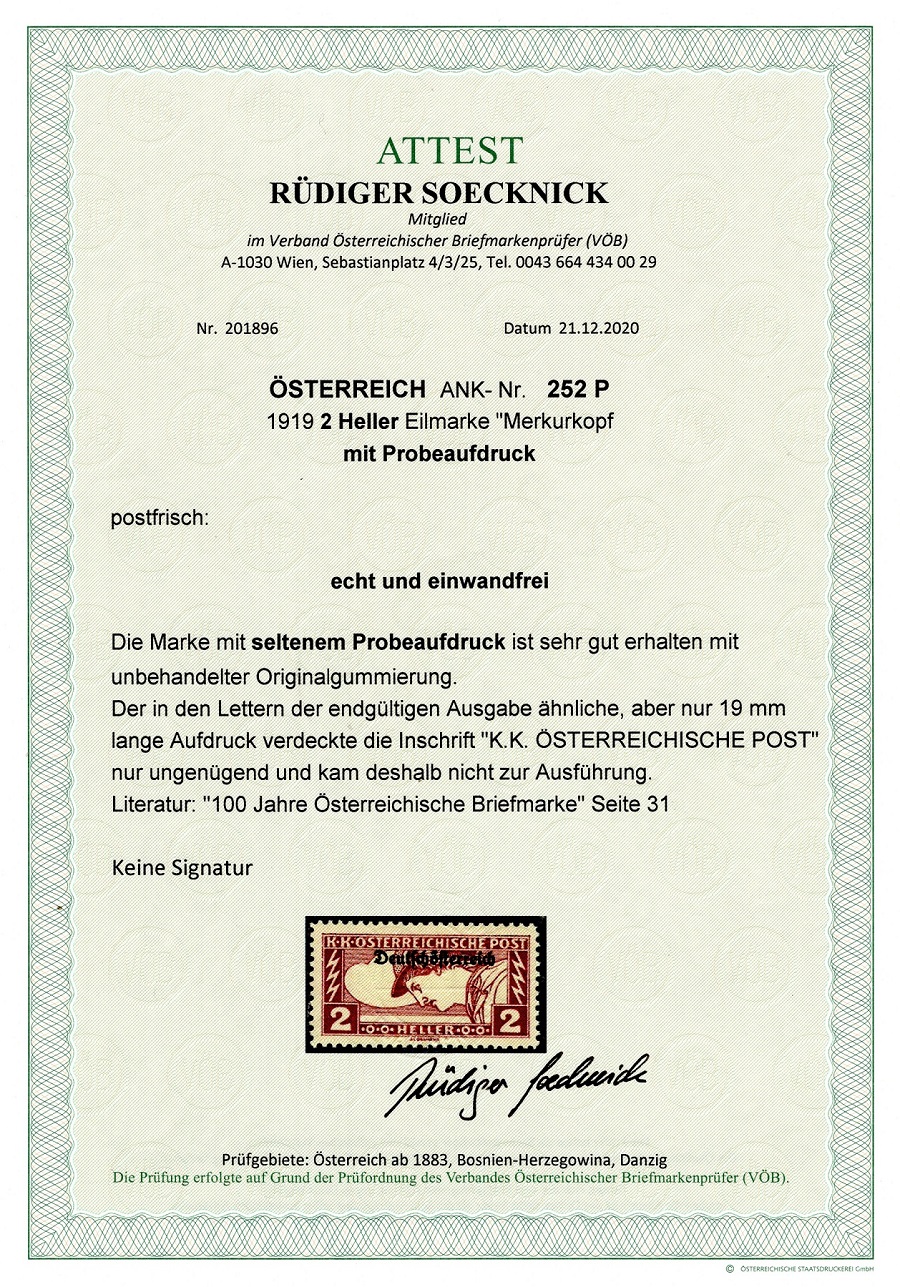 ATTEST
RÜDIGER SOECKNICK
Mitglied
im Verband Österreichischer Briefmarkenprüfer (VÖB)
A-1030 Wien, Sebastianplatz 4/3/25, Tel. 0043 664 434 00 29
Nr. 201896 Datum 21.12.2020
ÖSTERREICH ANK- Nr. 252 P
1919 2 Heller Eilmarke "Merkurkopf
mit Probeaufdruck
postfrisch:
echt und einwandfrei
Die Marke mit seltenem Probeaufdruck ist sehr gut erhalten mit
unbehandelter Originalgummierung.
Der in den Lettern der endgültigen Ausgabe ähnliche, aber nur 19 mm
lange Aufdruck verdeckte die Inschrift "K.K. ÖSTERREICHISCHE POST"
nur ungenügend und kam deshalb nicht zur Ausführung.
Literatur: "100 Jahre Österreichische Briefmarke" Seite 31
Keine Signatur
K·K·OSTERREICHISCHE POST
Deutschösterreich
2 HELLER 2
Rüdiger Soecknick
Prüfgebiete: Österreich ab 1883, Bosnien-Herzegowina, Danzig
Die Prüfung erfolgte auf Grund der Prüfordnung des Verbandes Österreichischer Briefmarkenprüfer (VÖB).
© ÖSTERREICHISCHE STAATSDRUCKEREI GmbH